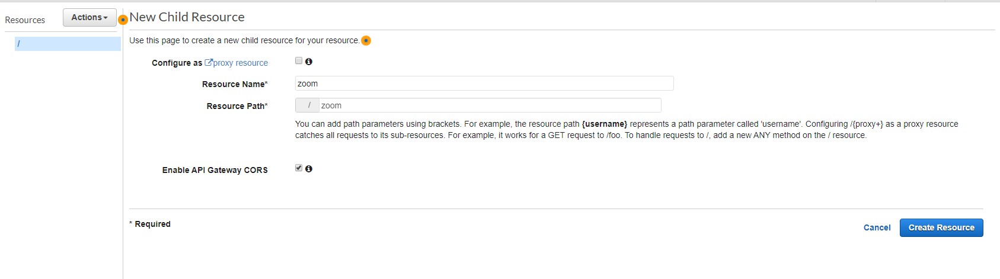 Resources
Actions
/
New Child Resource
Use this page to create a new child resource for your resource.
Configure as proxy resource
Resource Name*
zoom
Resource Path*
/ zoom
You can add path parameters using brackets. For example, the resource path {username} represents a path parameter called 'username'. Configuring /{proxy+} as a proxy resource
catches all requests to its sub-resources. For example, it works for a GET request to /foo. To handle requests to /, add a new ANY method on the / resource.
Enable API Gateway CORS
* Required
Cancel
Create Resource